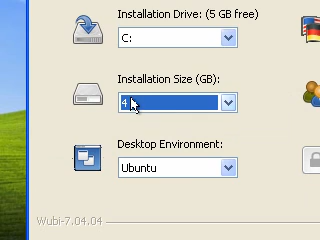 Installation Drive: (5 GB free)
C:
Installation Size (GB):
4
Desktop Environment:
Ubuntu
Wubi-7.04.04